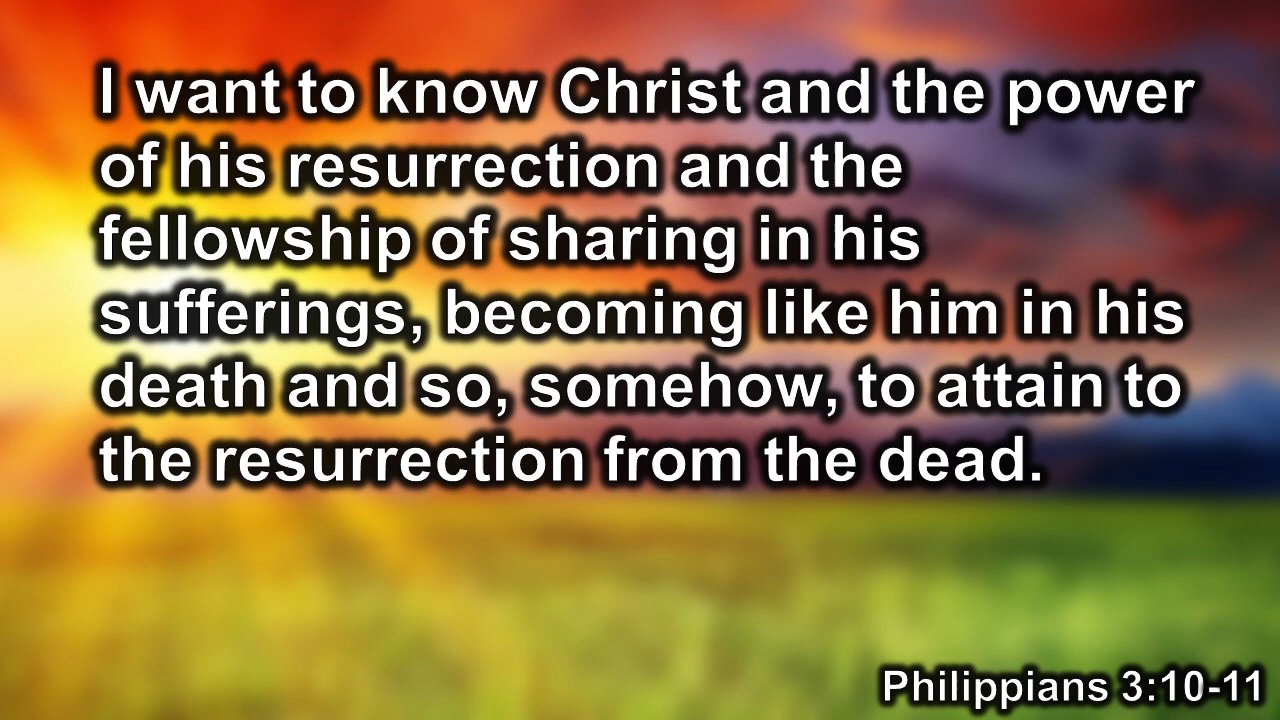 I want to know Christ and the power
of his resurrection and the
fellowship of sharing in his
sufferings, becoming like him in his
death and so, somehow, to attain to
the resurrection from the dead.
Philippians 3:10-11